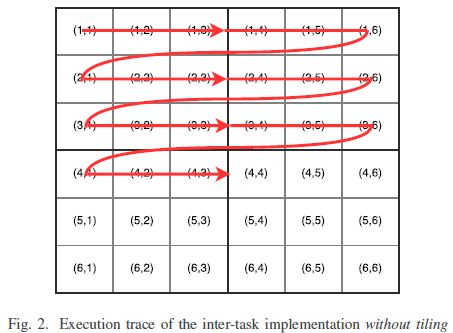 (1,1) (1,2) (1,3) (1,4) (1,5) (1,6)
(2,1) (2,2) (2,3) (2,4) (2,5) (2,6)
(3,1) (3,2) (3,3) (3,4) (3,5) (3,6)
(4,1) (4,2) (4,3) (4,4) (4,5) (4,6)
(5,1) (5,2) (5,3) (5,4) (5,5) (5,6)
(6,1) (6,2) (6,3) (6,4) (6,5) (6,6)
Fig. 2. Execution trace of the inter-task implementation without tiling